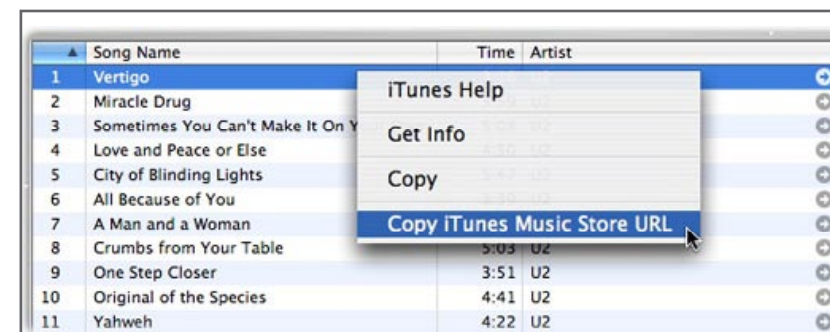 Song Name Time Artist
1 Vertigo
2 Miracle Drug
3 Sometimes You Can't Make It On Y
4 Love and Peace or Else
5 City of Blinding Lights
6 All Because of You
7 A Man and a Woman
8 Crumbs from Your Table 5:03 U2
9 One Step Closer 3:51 U2
10 Original of the Species 4:41 U2
11 Yahweh 4:22 U2
iTunes Help
Get Info
Copy
Copy iTunes Music Store URL